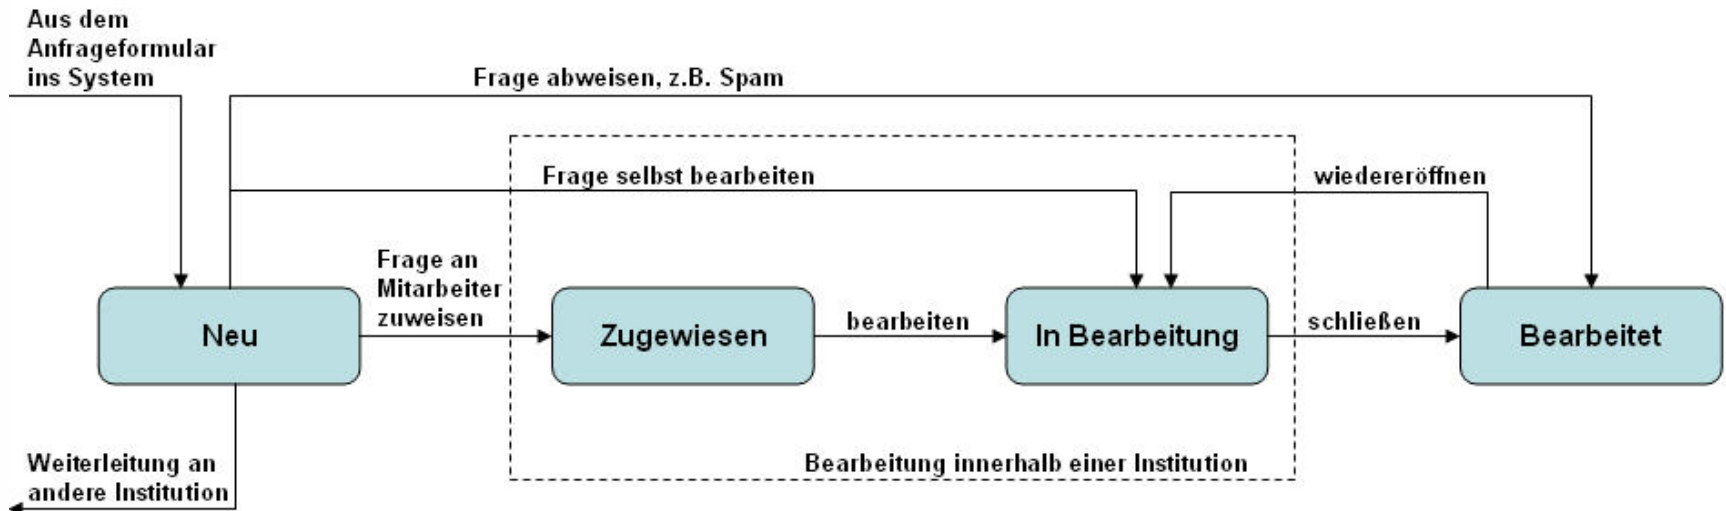 Aus dem
Anfrageformular
ins System
Frage abweisen, z.B. Spam
Frage selbst bearbeiten
wiedereröffnen
Frage an
Mitarbeiter
zuweisen
Neu
Zugewiesen
bearbeiten
In Bearbeitung
schließen
Bearbeitet
Weiterleitung an
andere Institution
Bearbeitung innerhalb einer Institution